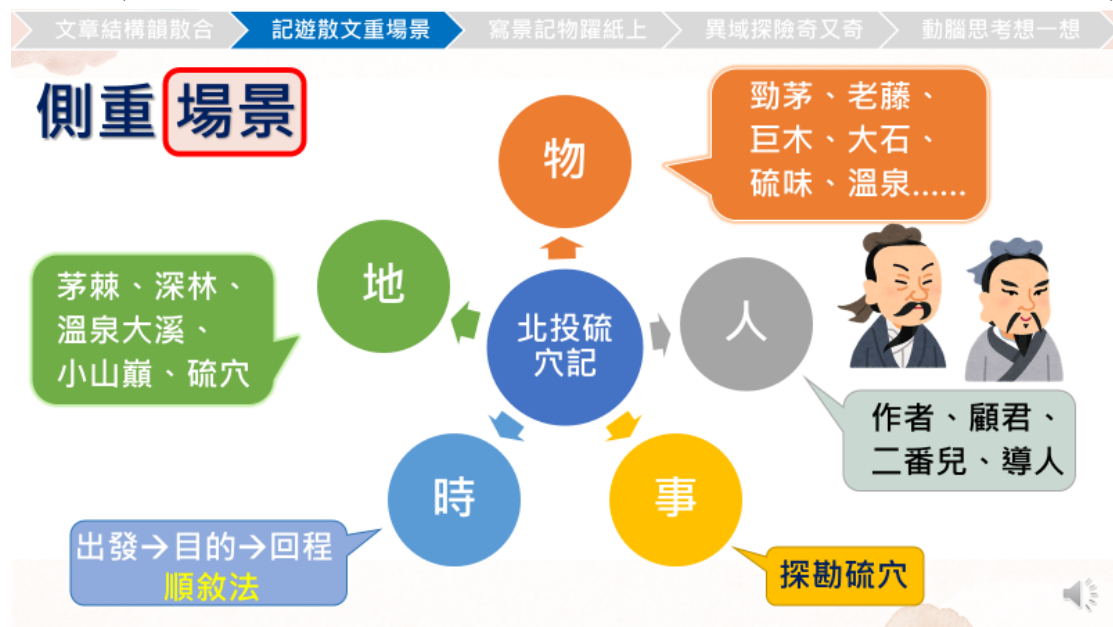 文章結構韻散合
記遊散文重場景
寫景記物躍紙上
異域探險奇又奇
動腦思考想一想
側重 場景
物
勁茅、老藤、
巨木、大石、
硫味、溫泉......
地
茅棘、深林、
溫泉大溪、
小山巔、硫穴
北投硫
穴記
人
作者、顧君、
二番兒、導人
時
出發→目的→回程
順敘法
事
探勘硫穴